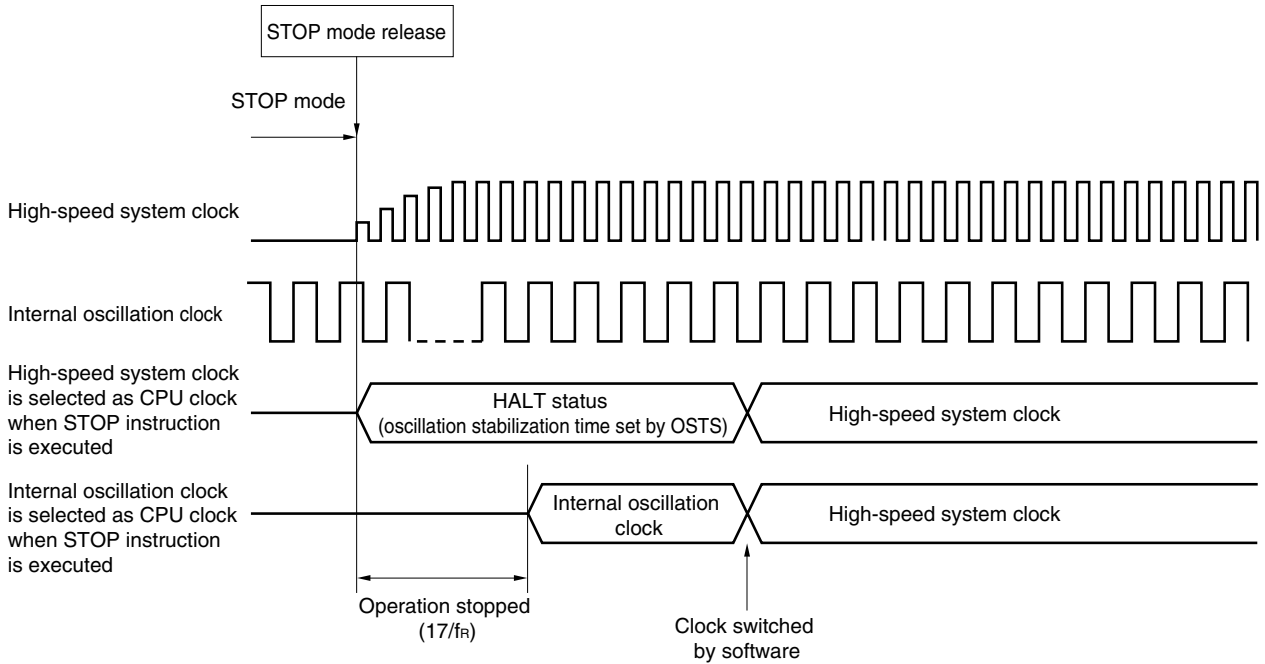 STOP mode release
STOP mode
High-speed system clock
Internal oscillation clock
High-speed system clock
is selected as CPU clock
when STOP instruction
is executed
HALT status
(oscillation stabilization time set by OSTS)
High-speed system clock
Internal oscillation clock
is selected as CPU clock
when STOP instruction
is executed
Internal oscillation
clock
High-speed system clock
Operation stopped
(17/fR)
Clock switched
by software